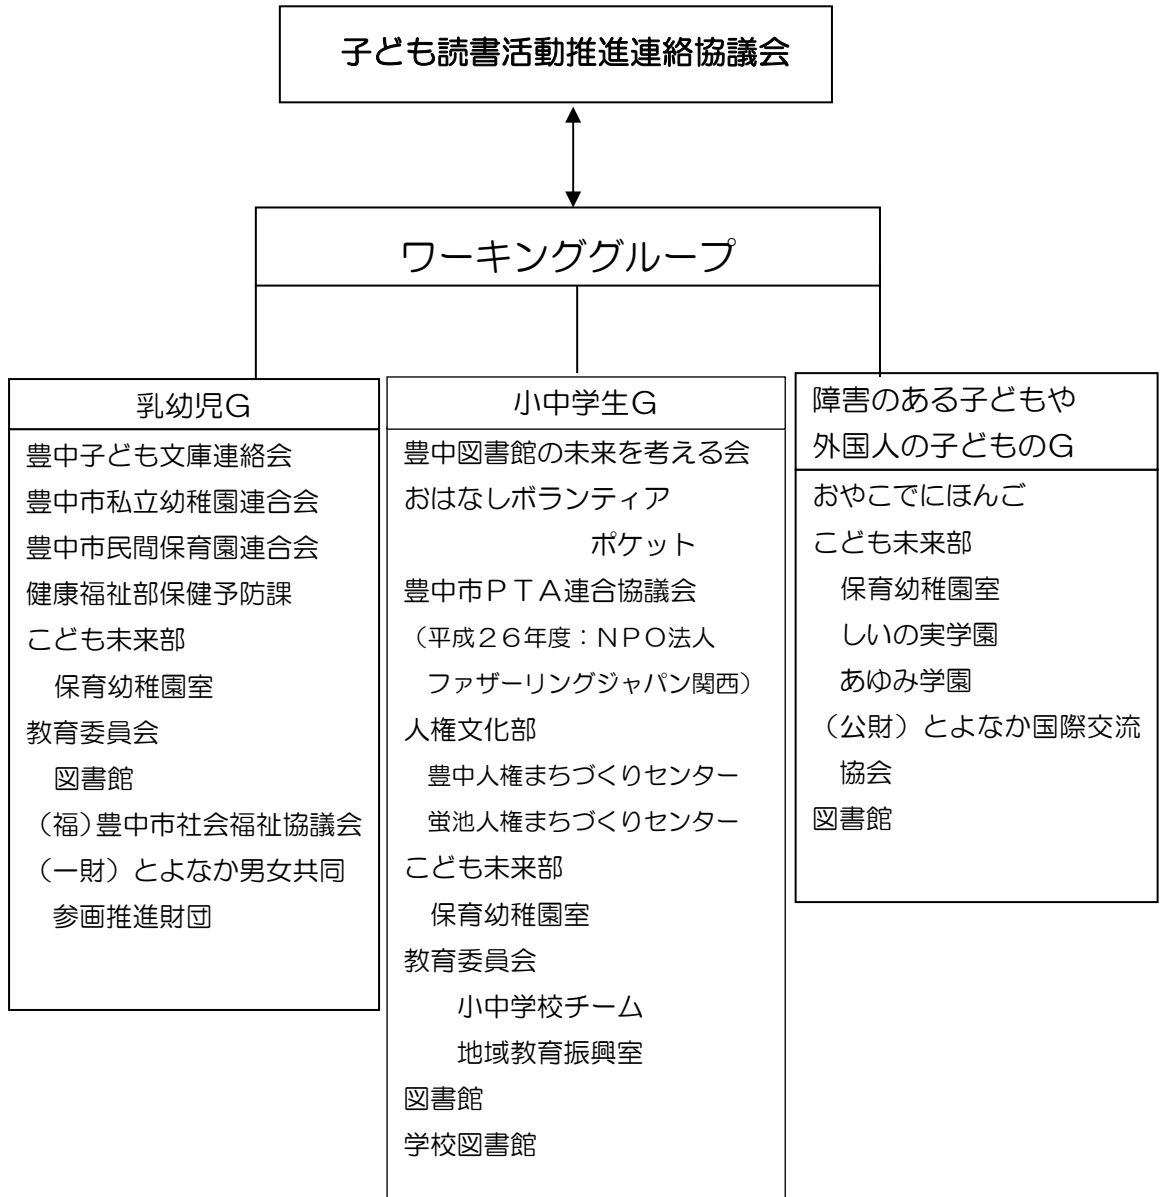 子ども読書活動推進連絡協議会
ワーキンググループ
乳幼児G
豊中子ども文庫連絡会
豊中市私立幼稚園連合会
豊中市民間保育園連合会
健康福祉部保健予防課
こども未来部
保育幼稚園室
教育委員会
図書館
(福)豊中市社会福祉協議会
（一財）とよなか男女共同
参画推進財団
小中学生G
豊中図書館の未来を考える会
おはなしボランティア
ポケット
豊中市ＰＴＡ連合協議会
（平成２６年度：ＮＰＯ法人
ファザーリングジャパン関西）
人権文化部
豊中人権まちづくりセンター
蛍池人権まちづくりセンター
こども未来部
保育幼稚園室
教育委員会
小中学校チーム
地域教育振興室
図書館
学校図書館
障害のある子どもや
外国人の子どものG
おやこでにほんご
こども未来部
保育幼稚園室
しいの実学園
あゆみ学園
（公財）とよなか国際交流
協会
図書館